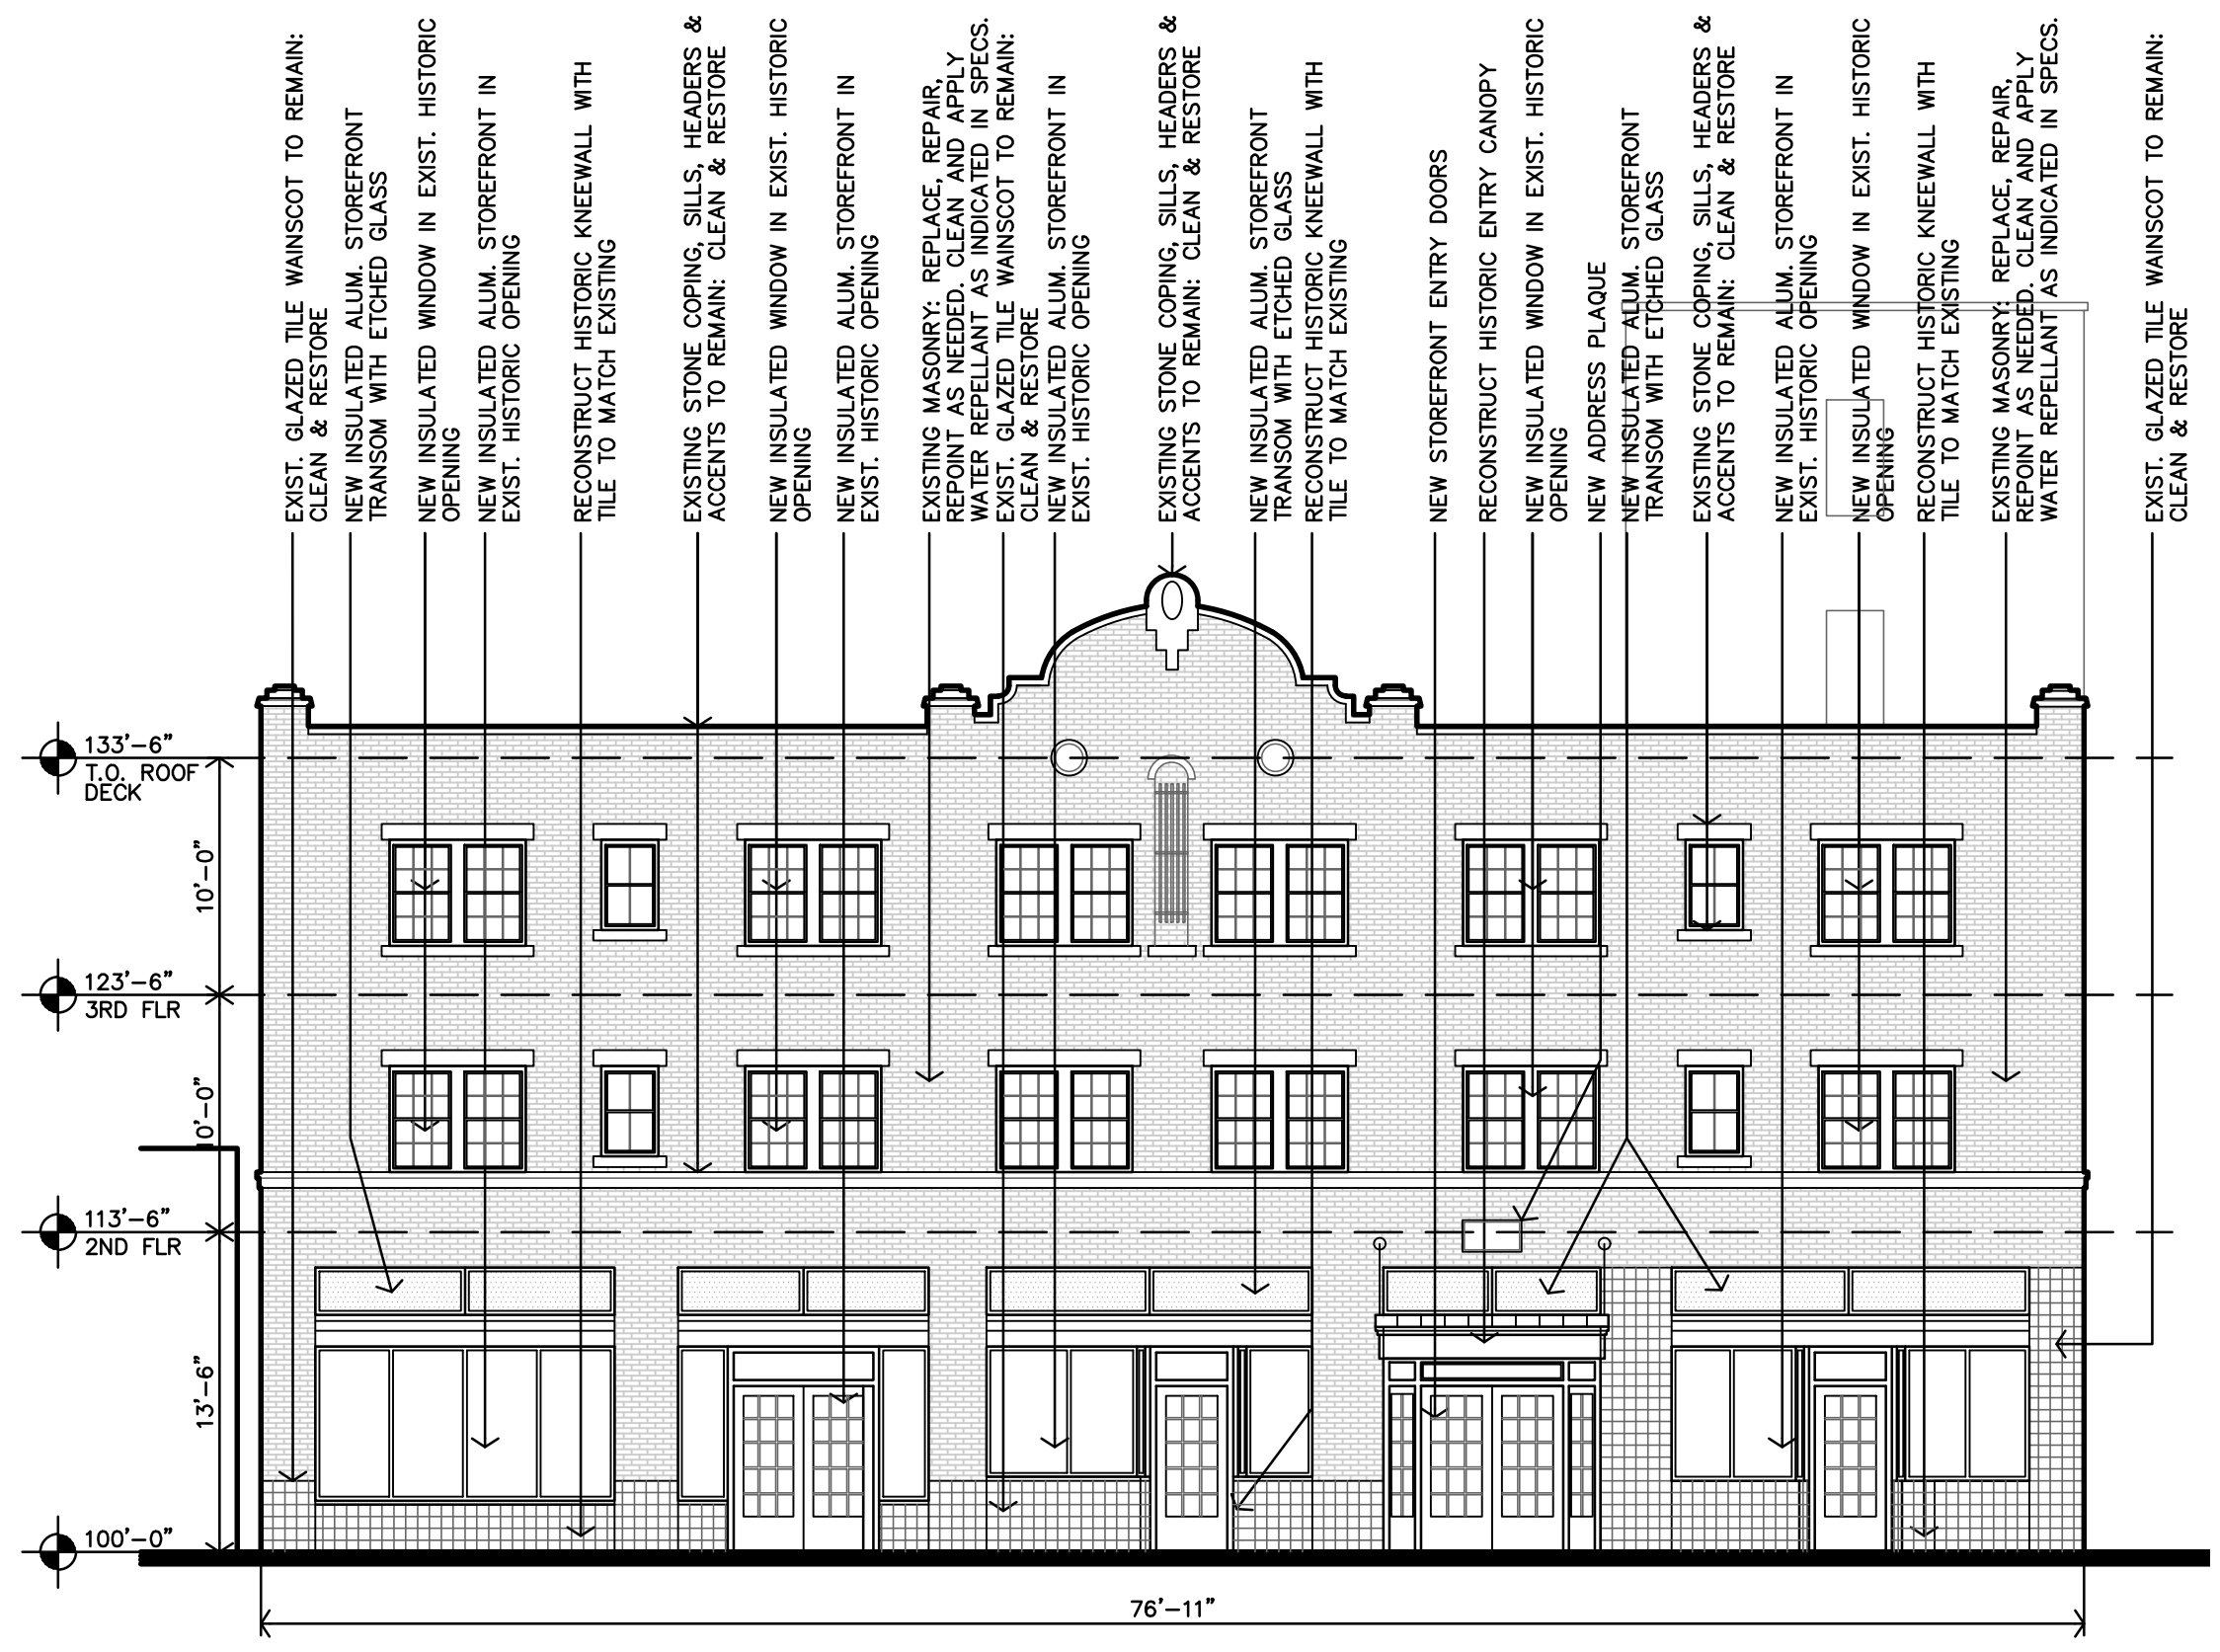 EXIST. GLAZED TILE WAINSCOT TO REMAIN:
CLEAN & RESTORE
NEW INSULATED ALUM. STOREFRONT
TRANSOM WITH ETCHED GLASS
NEW INSULATED WINDOW IN EXIST. HISTORIC
OPENING
NEW INSULATED ALUM. STOREFRONT IN
EXIST. HISTORIC OPENING
RECONSTRUCT HISTORIC KNEEWALL WITH
TILE TO MATCH EXISTING
EXISTING STONE COPING, SILLS, HEADERS &
ACCENTS TO REMAIN: CLEAN & RESTORE
NEW INSULATED WINDOW IN EXIST. HISTORIC
OPENING
NEW INSULATED ALUM. STOREFRONT IN
EXIST. HISTORIC OPENING
EXISTING MASONRY: REPLACE, REPAIR,
REPOINT AS NEEDED. CLEAN AND APPLY
WATER REPELLANT AS INDICATED IN SPECS.
EXIST. GLAZED TILE WAINSCOT TO REMAIN:
CLEAN & RESTORE
NEW INSULATED ALUM. STOREFRONT IN
EXIST. HISTORIC OPENING
EXISTING STONE COPING, SILLS, HEADERS &
ACCENTS TO REMAIN: CLEAN & RESTORE
NEW INSULATED ALUM. STOREFRONT
TRANSOM WITH ETCHED GLASS
RECONSTRUCT HISTORIC KNEEWALL WITH
TILE TO MATCH EXISTING
NEW STOREFRONT ENTRY DOORS
RECONSTRUCT HISTORIC ENTRY CANOPY
NEW INSULATED WINDOW IN EXIST. HISTORIC
OPENING
NEW ADDRESS PLAQUE
NEW INSULATED ALUM. STOREFRONT
TRANSOM WITH ETCHED GLASS
EXISTING STONE COPING, SILLS, HEADERS &
ACCENTS TO REMAIN: CLEAN & RESTORE
NEW INSULATED ALUM. STOREFRONT IN
EXIST. HISTORIC OPENING
NEW INSULATED WINDOW IN EXIST. HISTORIC
OPENING
RECONSTRUCT HISTORIC KNEEWALL WITH
TILE TO MATCH EXISTING
EXISTING MASONRY: REPLACE, REPAIR,
REPOINT AS NEEDED. CLEAN AND APPLY
WATER REPELLANT AS INDICATED IN SPECS.
EXIST. GLAZED TILE WAINSCOT TO REMAIN:
CLEAN & RESTORE
133'-6"
T.O. ROOF
DECK
10'-0"
123'-6"
3RD FLR
10'-0"
113'-6"
2ND FLR
13'-6"
100'-0"
76'-11"